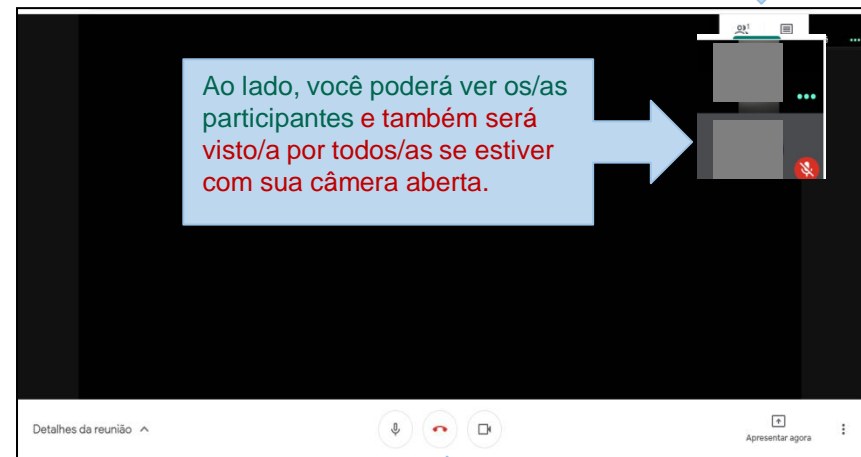 Ao lado, você poderá ver os/as
participantes e também será
visto/a por todos/as se estiver
com sua câmera aberta.
Detalhes da reunião
Apresentar agora